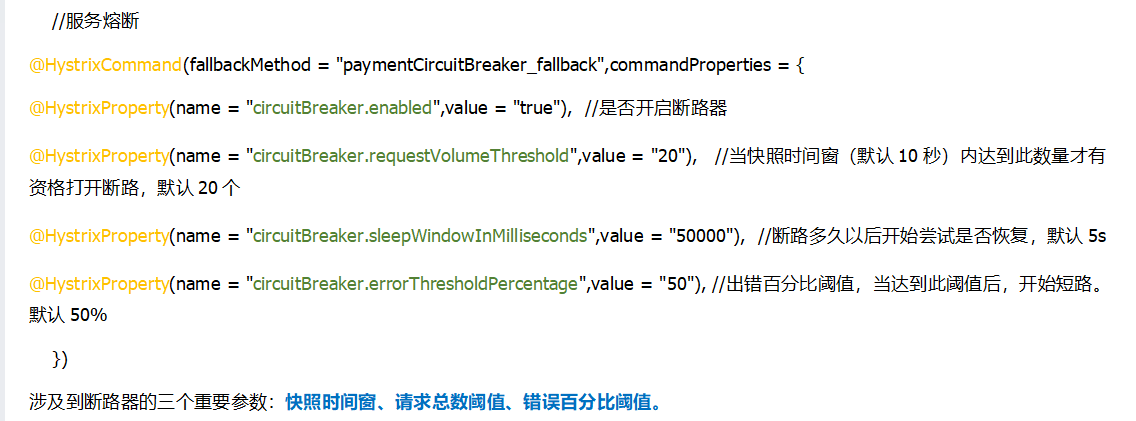 //服务熔断
@HystrixCommand(fallbackMethod = "paymentCircuitBreaker_fallback",commandProperties = {
@HystrixProperty(name = "circuitBreaker.enabled",value = "true"),  //是否开启断路器
@HystrixProperty(name = "circuitBreaker.requestVolumeThreshold",value = "20"),   //当快照时间窗（默认 10 秒）内达到此数量才有
资格打开断路，默认 20 个
@HystrixProperty(name = "circuitBreaker.sleepWindowInMilliseconds",value = "50000"),  //断路多久以后开始尝试是否恢复，默认 5s
@HystrixProperty(name = "circuitBreaker.errorThresholdPercentage",value = "50"), //出错百分比阈值，当达到此阈值后，开始短路。
默认 50%
})
涉及到断路器的三个重要参数：快照时间窗、请求总数阈值、错误百分比阈值。